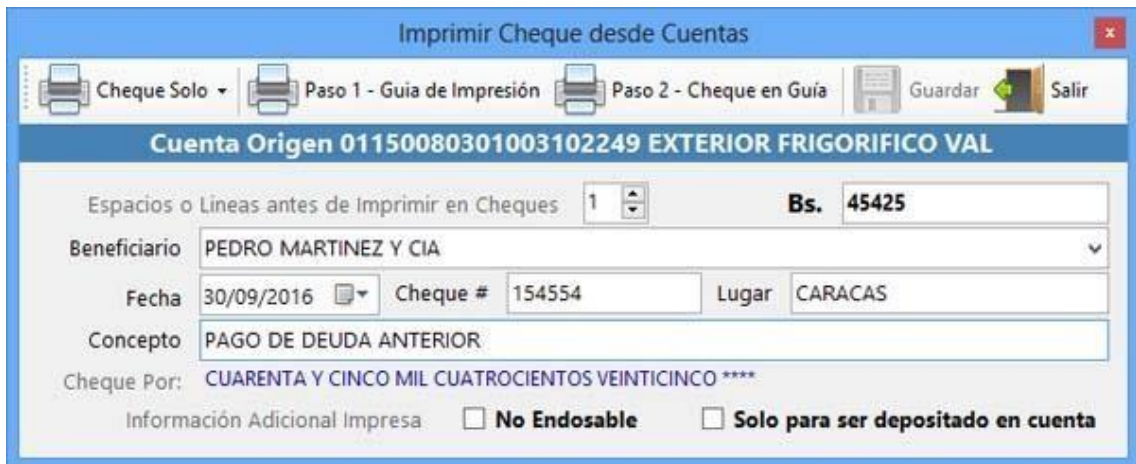 Imprimir Cheque desde Cuentas
x
Cheque Solo Paso 1 - Guia de Impresión Paso 2 - Cheque en Guía Guardar Salir
Cuenta Origen 01150080301003102249 EXTERIOR FRIGORIFICO VAL
Espacios o Lineas antes de Imprimir en Cheques 1 Bs. 45425
Beneficiario PEDRO MARTINEZ Y CIA
Fecha 30/09/2016 Cheque # 154554 Lugar CARACAS
Concepto PAGO DE DEUDA ANTERIOR
Cheque Por: CUARENTA Y CINCO MIL CUATROCIENTOS VEINTICINCO ****
Información Adicional Impresa No Endosable Solo para ser depositado en cuenta